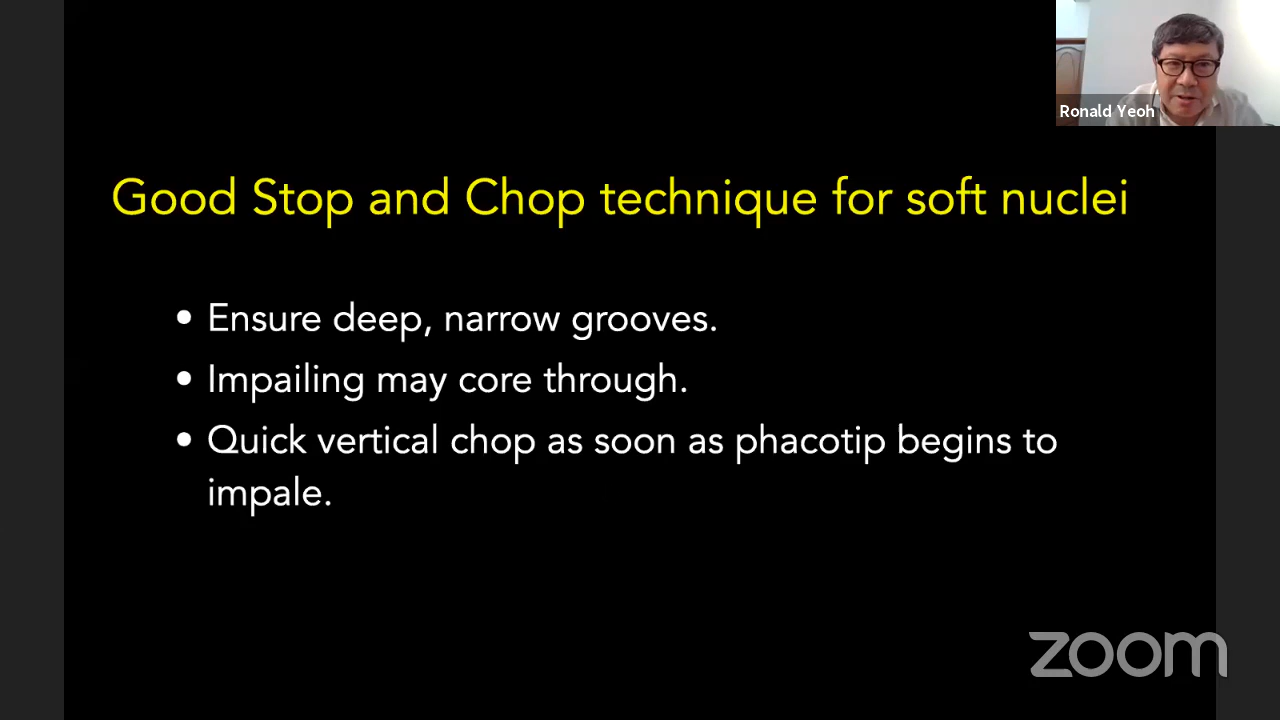 Ronald Yeoh
Good Stop and Chop technique for soft nuclei
• Ensure deep, narrow grooves.
• Impailing may core through.
• Quick vertical chop as soon as phacotip begins to
impale.
zoom